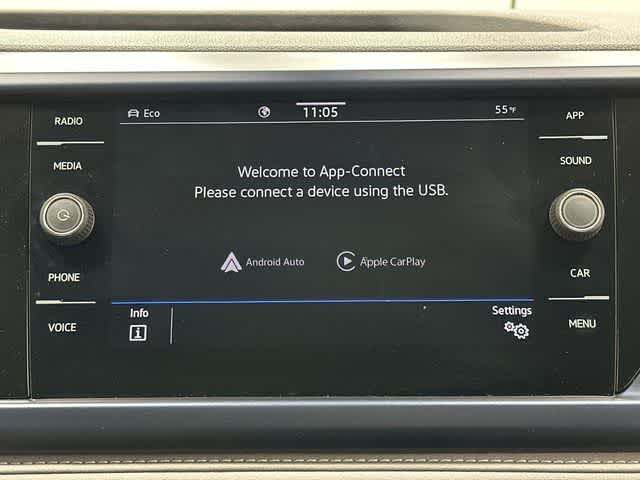 RADIO
MEDIA
PHONE
VOICE
Eco
11:05
55°F
Welcome to App-Connect
Please connect a device using the USB.
Android Auto
Apple CarPlay
Info
Settings
APP
SOUND
CAR
MENU